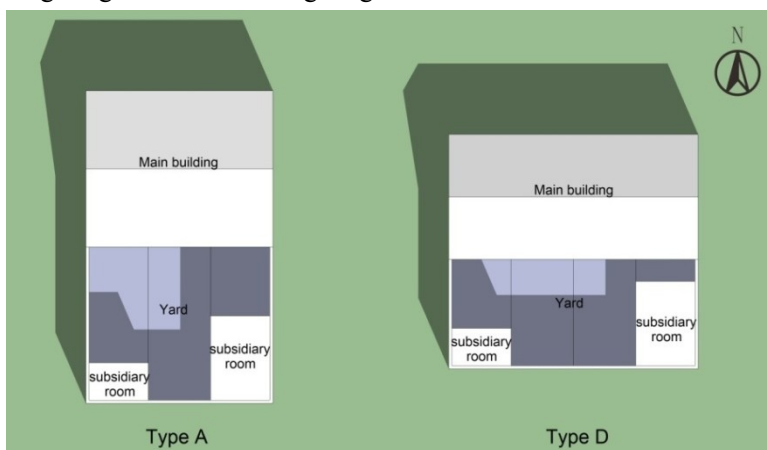 N
Main building
Main building
Yard
Yard
subsidiary
room
subsidiary
room
subsidiary
room
subsidiary
room
Type A
Type D